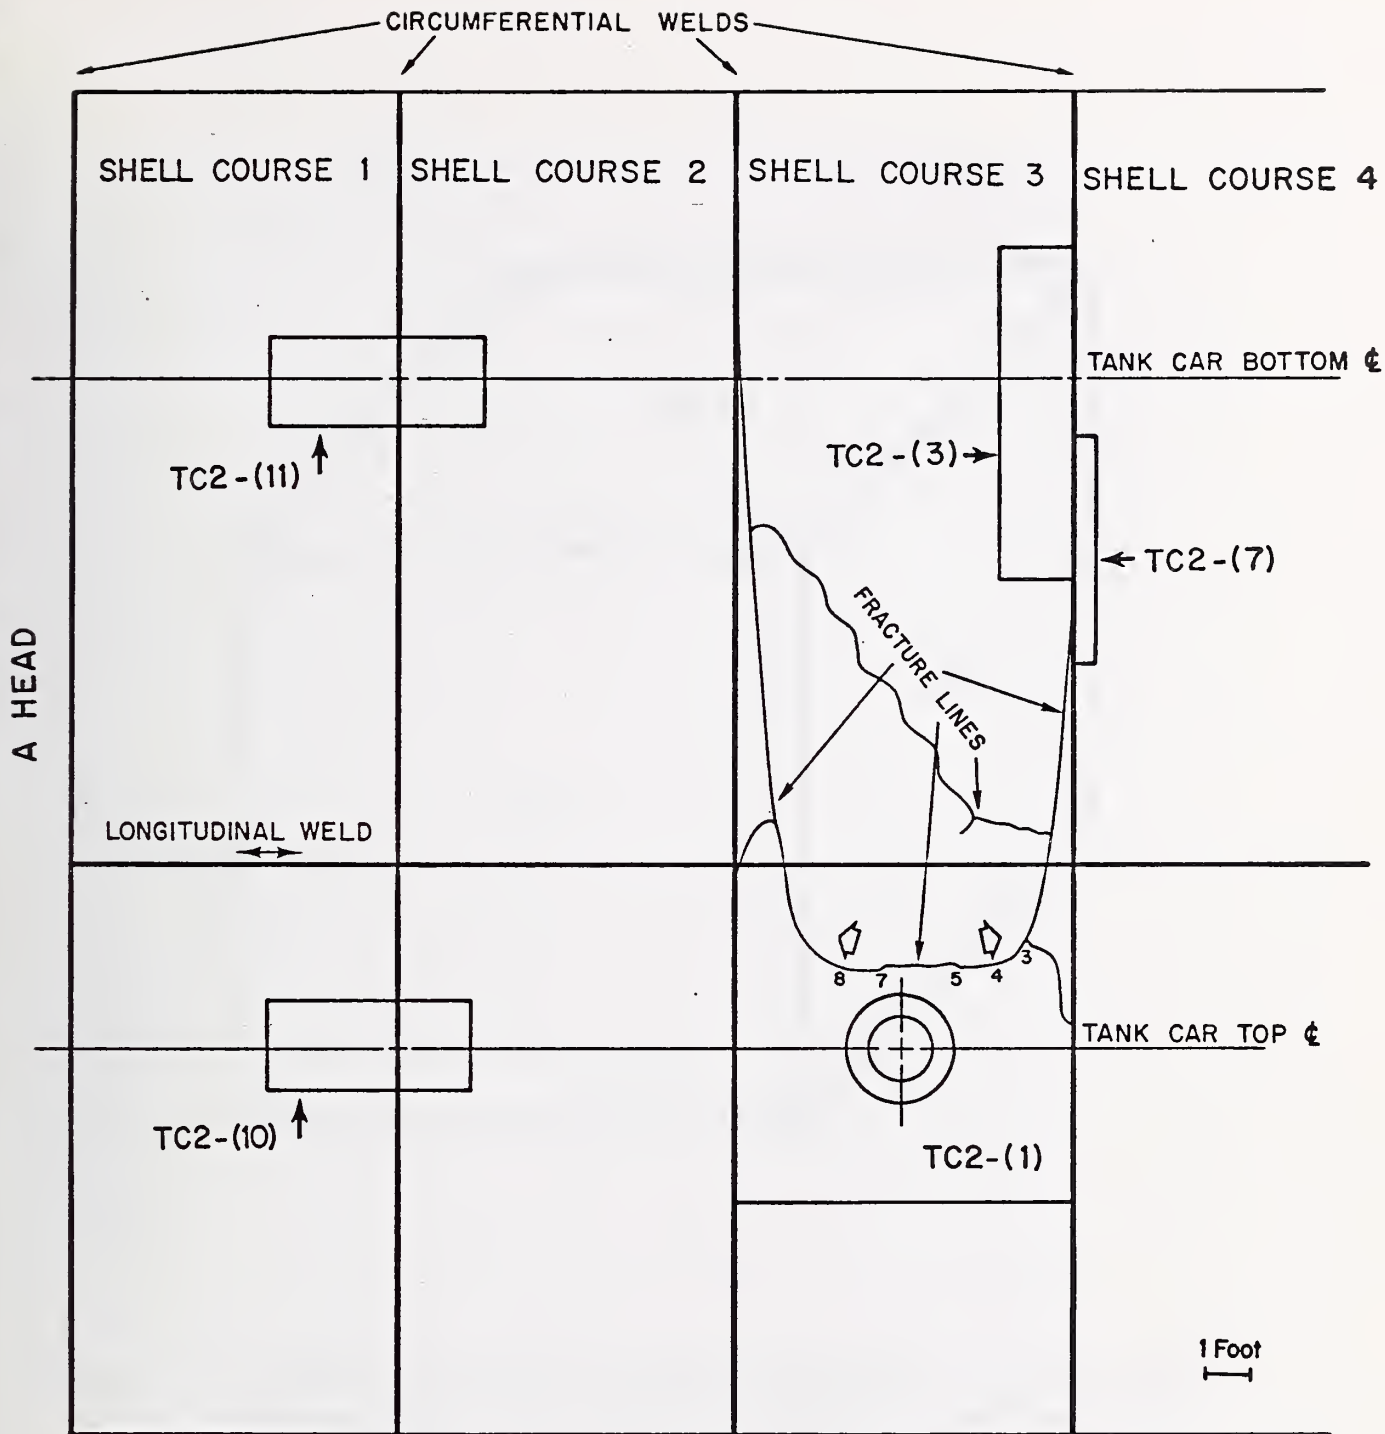 CIRCUMFERENTIAL WELDS
SHELL COURSE 1
SHELL COURSE 2
SHELL COURSE 3
SHELL COURSE 4
TANK CAR BOTTOM ℄
TC2-(11)
TC2-(3)
TC2-(7)
FRACTURE LINES
A HEAD
LONGITUDINAL WELD
8 7 5 4 3
TANK CAR TOP ℄
TC2-(10)
TC2-(1)
1 Foot